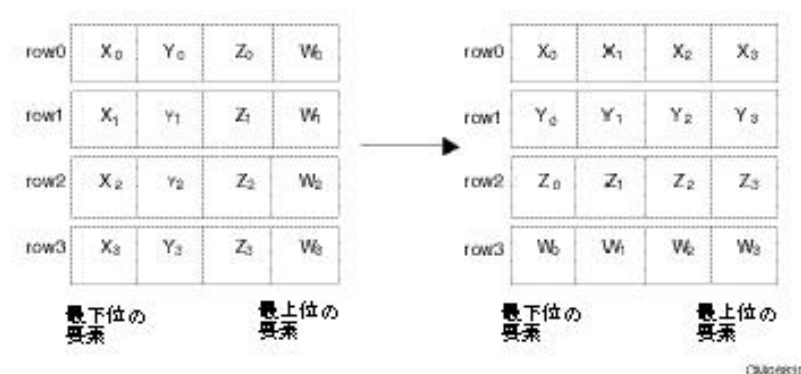 row0 X₀ Y₀ Z₀ W₀
row1 X₁ Y₁ Z₁ W₁
row2 X₂ Y₂ Z₂ W₂
row3 X₃ Y₃ Z₃ W₃
最下位の
要素
最上位の
要素
row0 X₀ X₁ X₂ X₃
row1 Y₀ Y₁ Y₂ Y₃
row2 Z₀ Z₁ Z₂ Z₃
row3 W₀ W₁ W₂ W₃
最下位の
要素
最上位の
要素